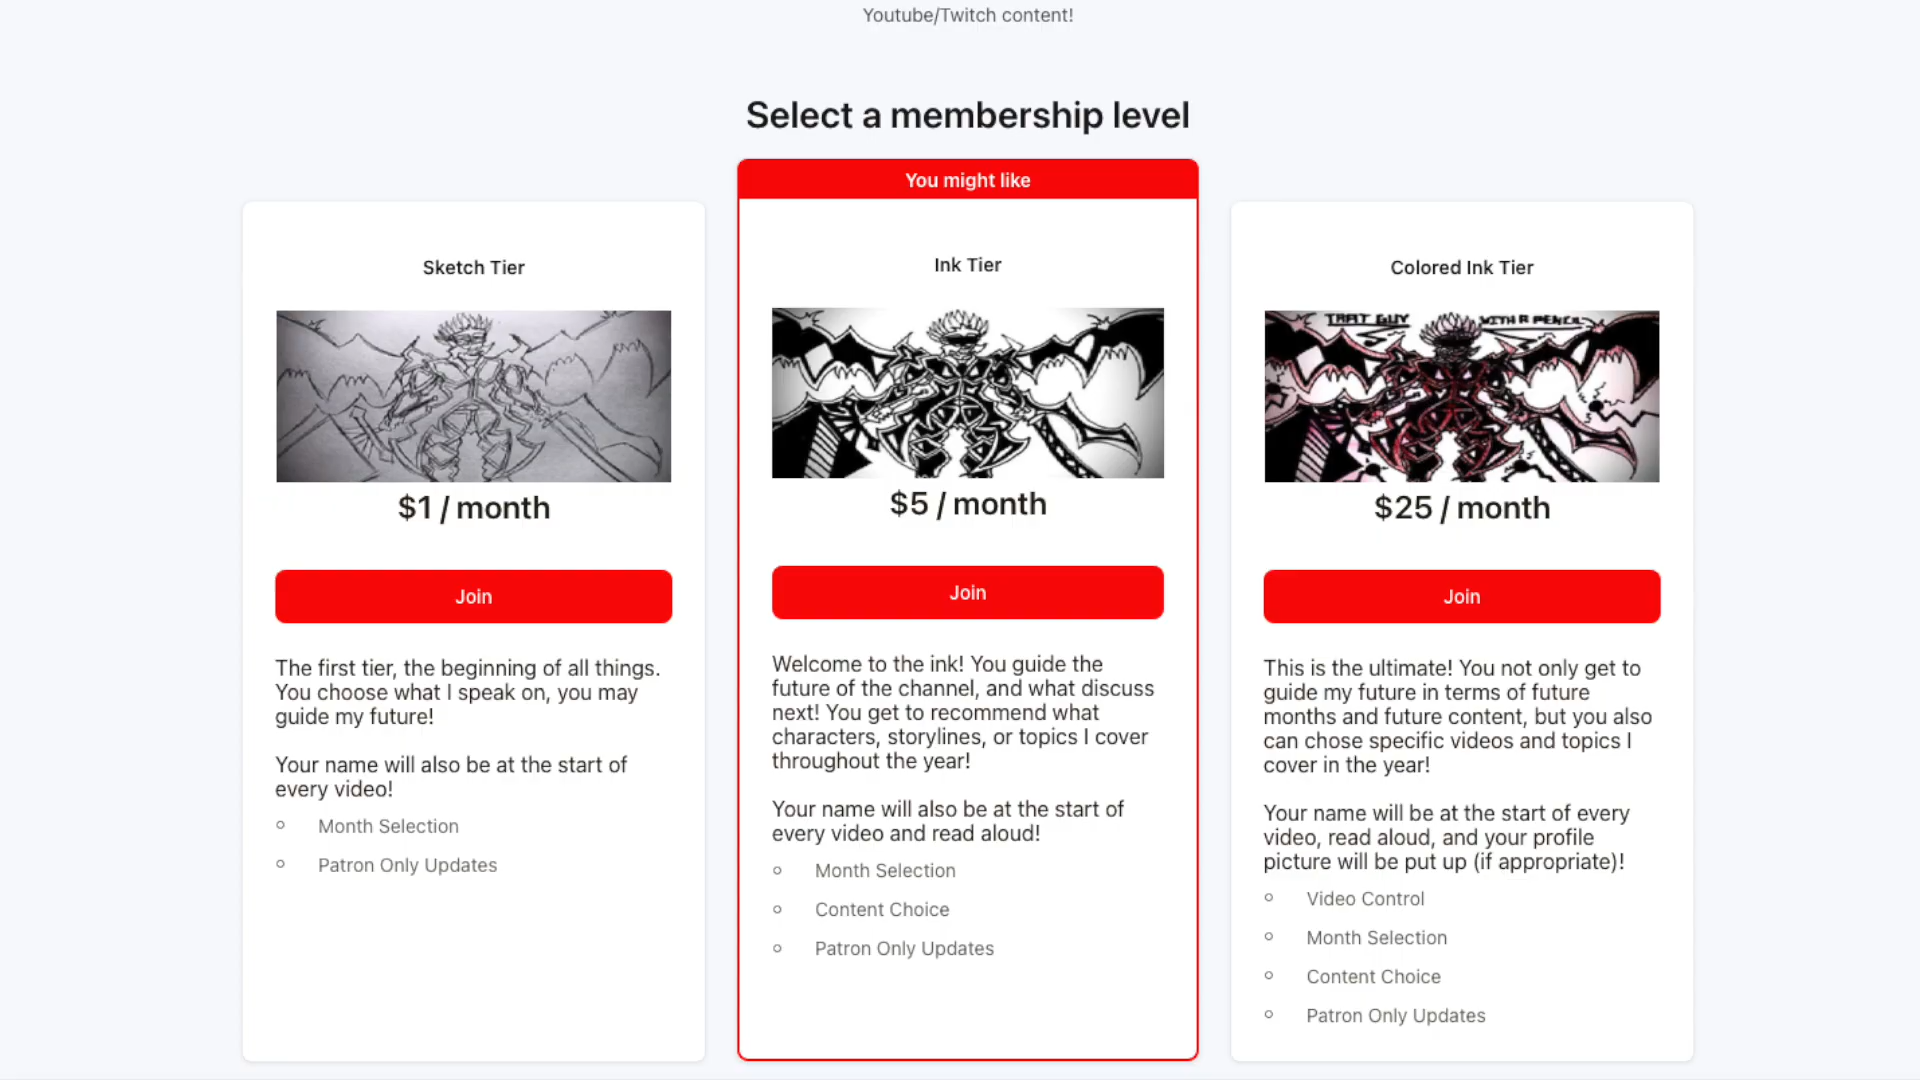 Youtube/Twitch content!
Select a membership level
You might like
Sketch Tier
$1 / month
Join
The first tier, the beginning of all things.
You choose what I speak on, you may
guide my future!
Your name will also be at the start of
every video!
Month Selection
Patron Only Updates
Ink Tier
$5 / month
Join
Welcome to the ink! You guide the
future of the channel, and what discuss
next! You get to recommend what
characters, storylines, or topics I cover
throughout the year!
Your name will also be at the start of
every video and read aloud!
Month Selection
Content Choice
Patron Only Updates
Colored Ink Tier
THAT GUY WITH A PENCIL
$25 / month
Join
This is the ultimate! You not only get to
guide my future in terms of future
months and future content, but you also
can chose specific videos and topics I
cover in the year!
Your name will be at the start of every
video, read aloud, and your profile
picture will be put up (if appropriate)!
Video Control
Month Selection
Content Choice
Patron Only Updates